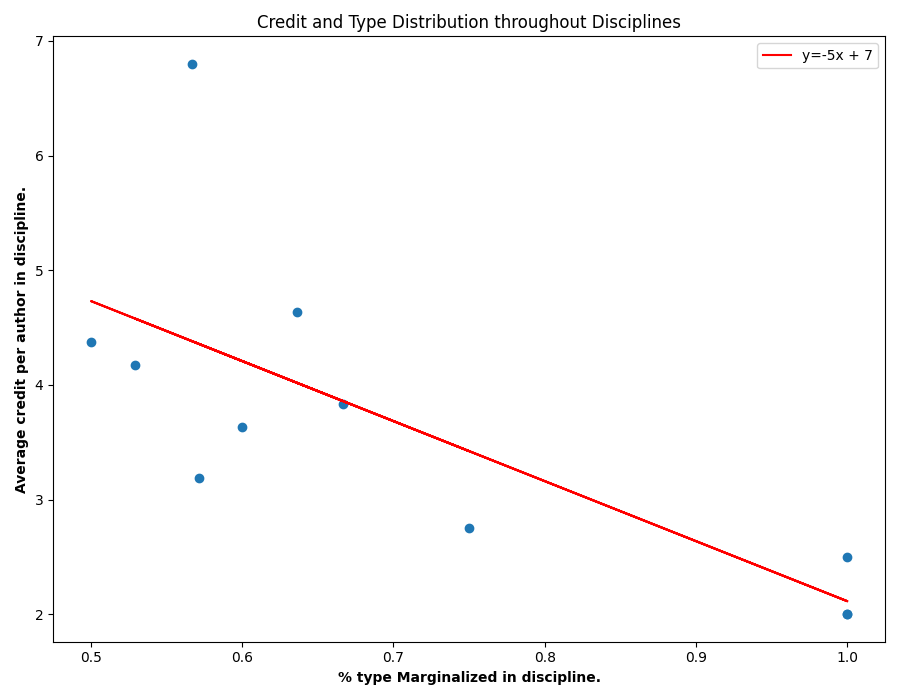 Credit and Type Distribution throughout Disciplines
y=-5x + 7
7
6
5
4
3
2
Average credit per author in discipline.
0.5 0.6 0.7 0.8 0.9 1.0
% type Marginalized in discipline.